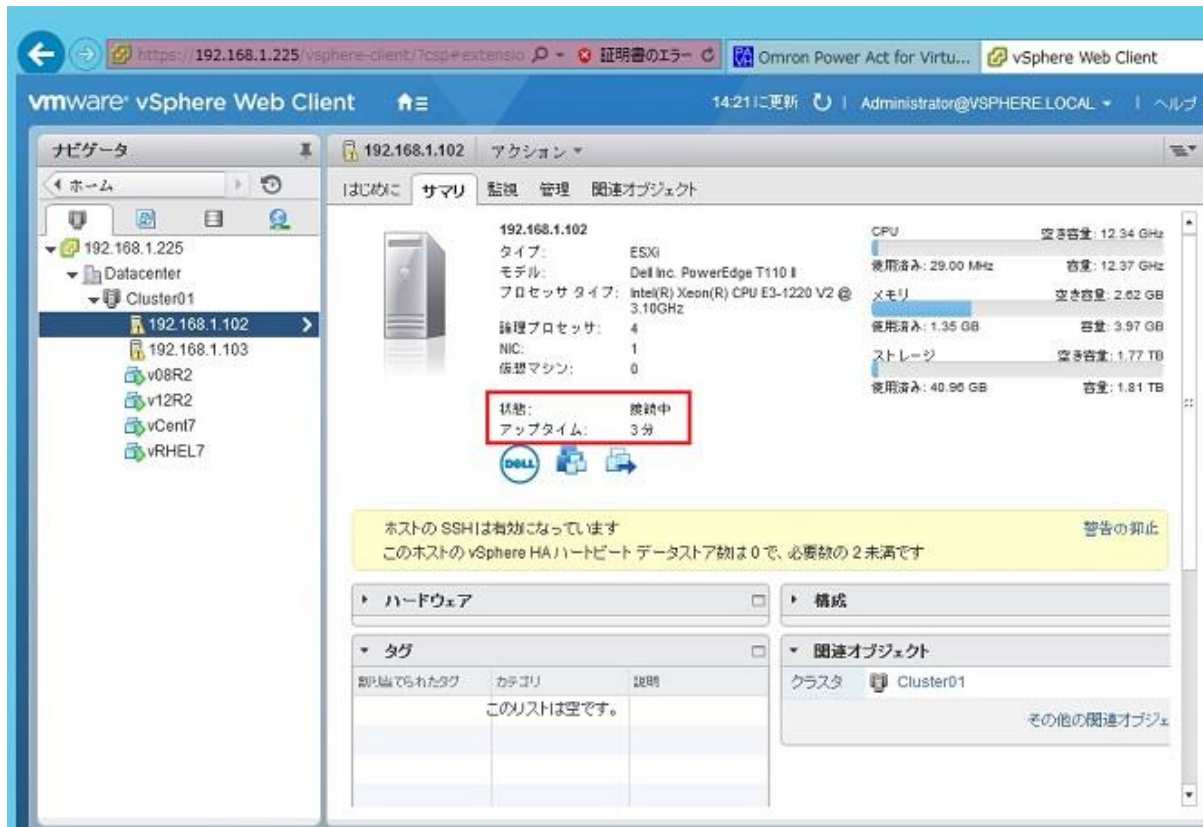 https://192.168.1.225/vsphere-client/?csp#extensio
証明書のエラー
Omron Power Act for Virtu...
vSphere Web Client
vmware® vSphere Web Client
14:21に更新
Administrator@VSPHERE.LOCAL
ヘルプ
ナビゲータ
ホーム
192.168.1.225
Datacenter
Cluster01
192.168.1.102
192.168.1.103
v08R2
v12R2
vCent7
vRHEL7
192.168.1.102 アクション
はじめに サマリ 監視 管理 関連オブジェクト
192.168.1.102
タイプ: ESXi
モデル: Dell Inc. PowerEdge T110 II
プロセッサ タイプ: Intel(R) Xeon(R) CPU E3-1220 V2 @
3.10GHz
論理プロセッサ: 4
NIC: 1
仮想マシン: 0
状態: 接続中
アップタイム: 3 分
DELL
CPU 空き容量: 12.34 GHz
使用済み: 29.00 MHz 容量: 12.37 GHz
メモリ 空き容量: 2.62 GB
使用済み: 1.35 GB 容量: 3.97 GB
ストレージ 空き容量: 1.77 TB
使用済み: 40.96 GB 容量: 1.81 TB
ホストの SSH は有効になっています 警告の抑止
このホストの vSphere HA ハートビート データストア数は 0 で、必要数の 2 未満です
ハードウェア
構成
タグ
割り当てられたタグ カテゴリ 説明
このリストは空です。
関連オブジェクト
クラスタ Cluster01
その他の関連オブジェ